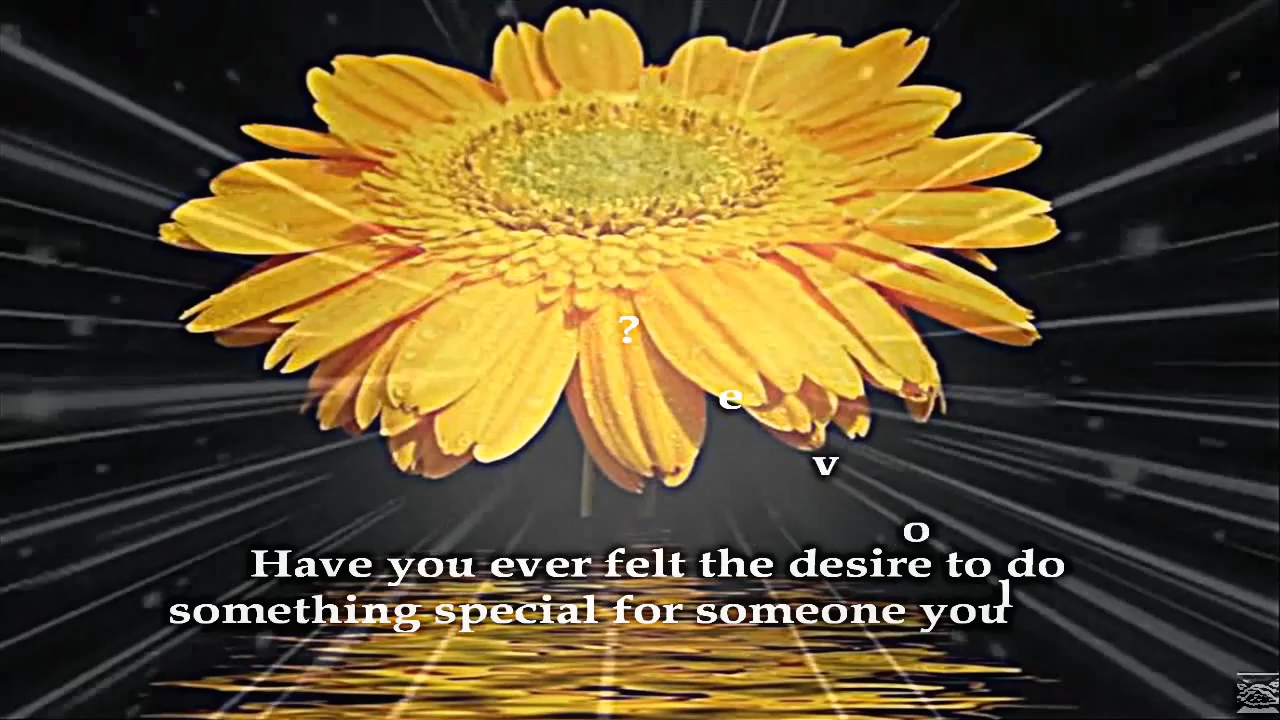 Have you ever felt the desire to do
something special for someone you
l
o
v
e
?